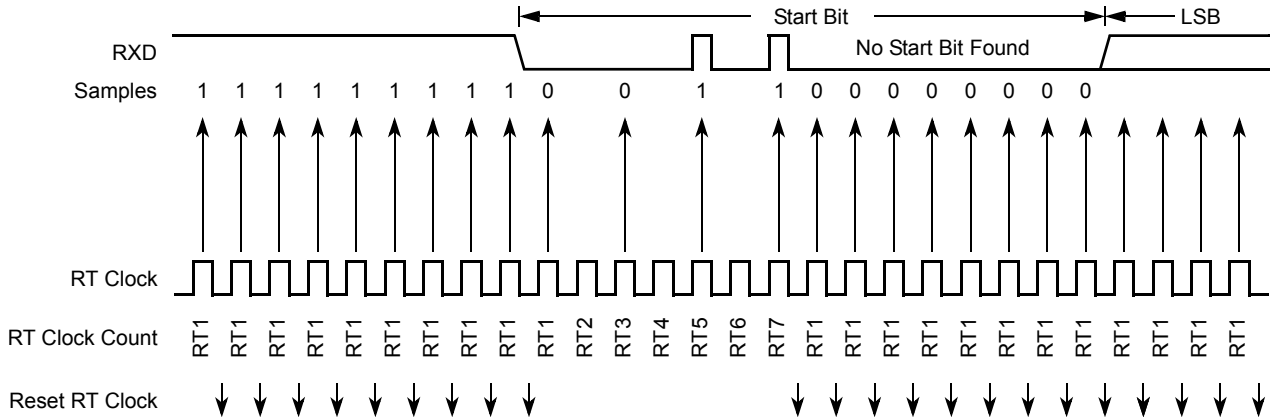 Start Bit LSB
RXD No Start Bit Found
Samples 1 1 1 1 1 1 1 1 1 0 0 1 1 0 0 0 0 0 0 0 0
RT Clock
RT Clock Count RT1 RT1 RT1 RT1 RT1 RT1 RT1 RT1 RT1 RT1 RT2 RT3 RT4 RT5 RT6 RT7 RT1 RT1 RT1 RT1 RT1 RT1 RT1 RT1 RT1 RT1 RT1 RT1
Reset RT Clock